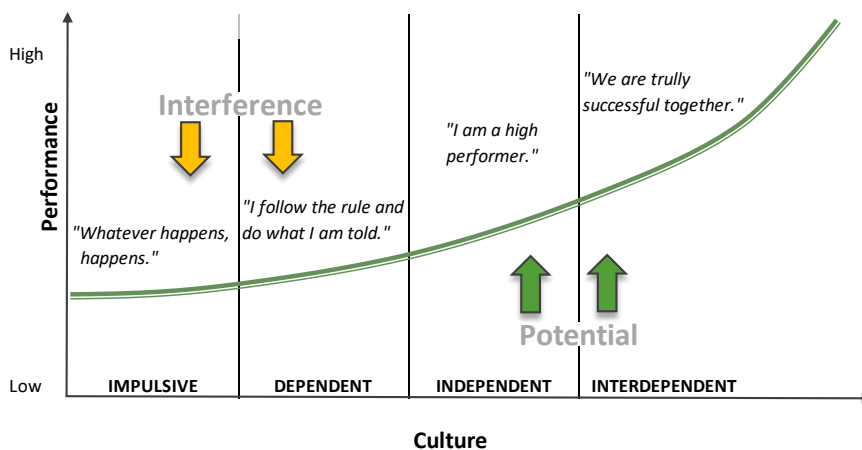 High
Performance
Low
Interference
"Whatever happens,
happens."
"I follow the rule and
do what I am told."
"I am a high
performer."
"We are trully
successful together."
Potential
IMPULSIVE
DEPENDENT
INDEPENDENT
INTERDEPENDENT
Culture